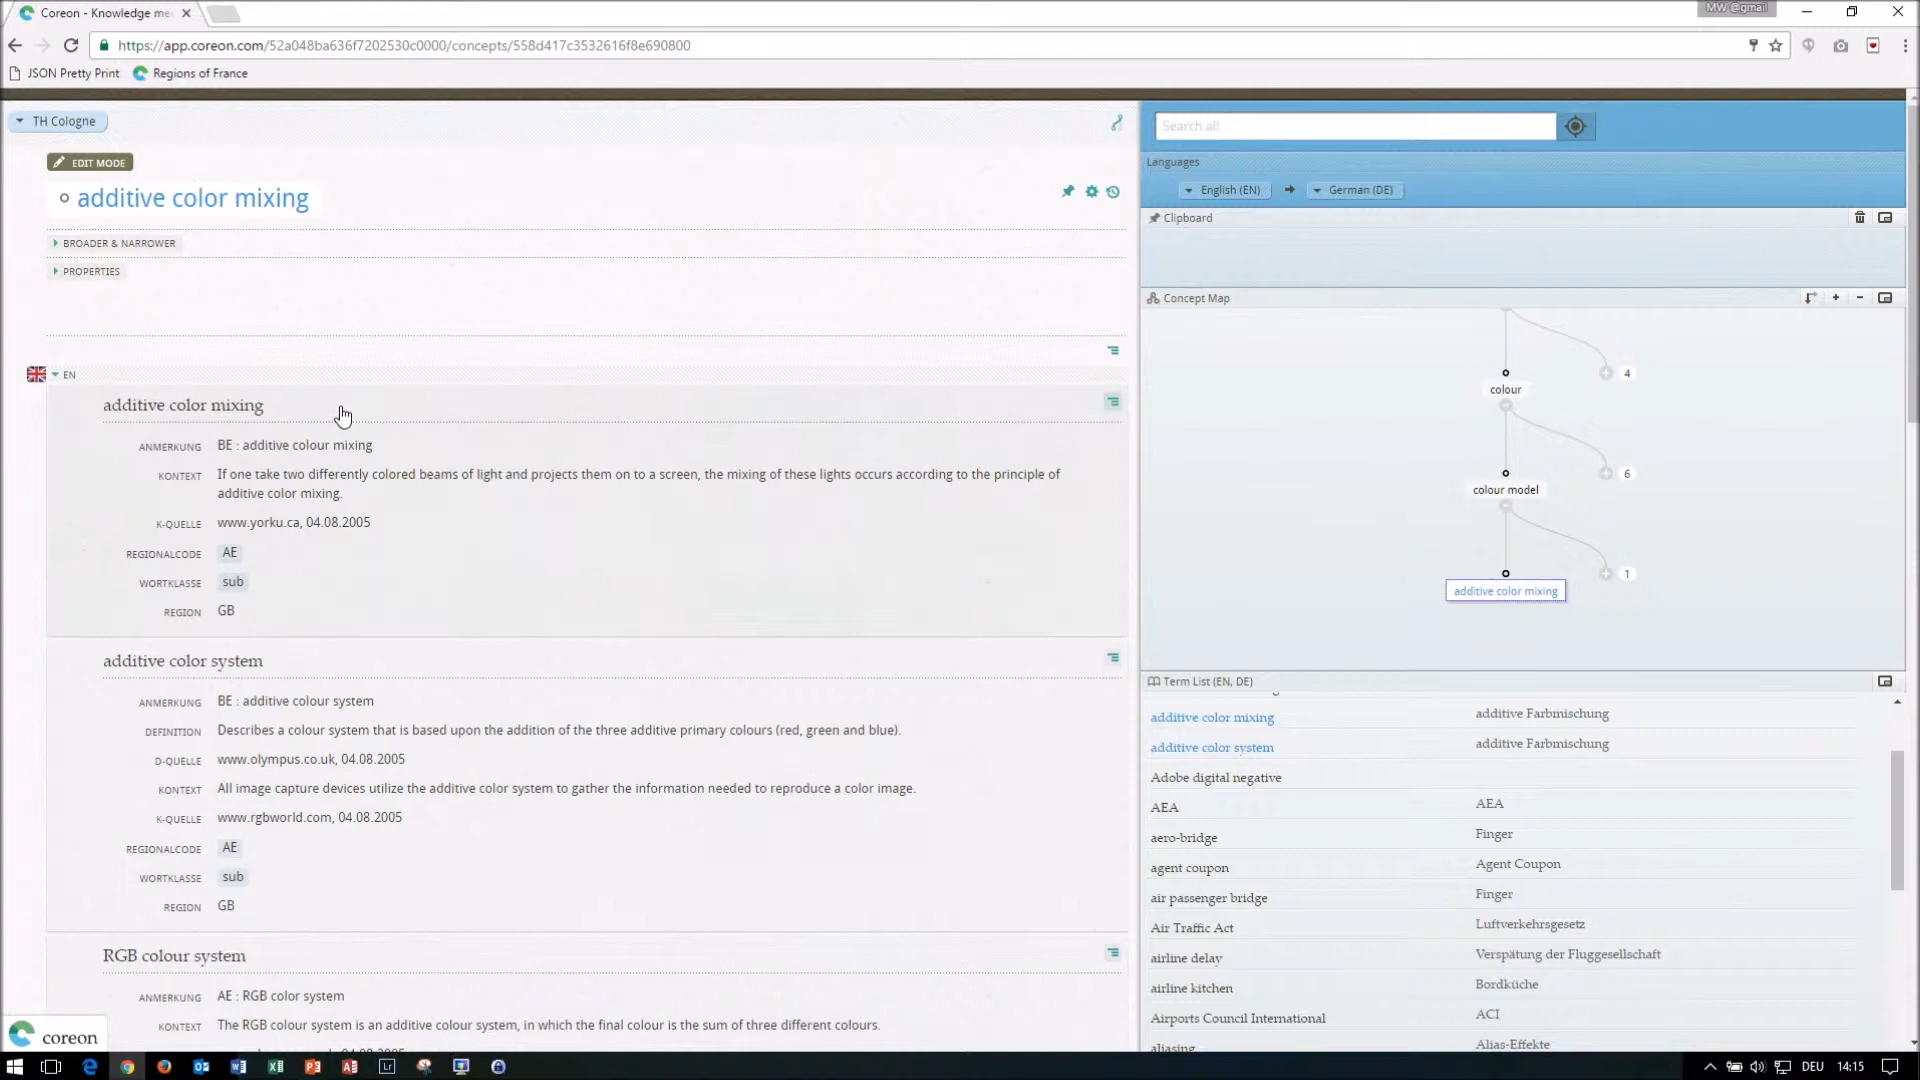 Coreon - Knowledge me
MW @gmail
https://app.coreon.com/52a048ba636f7202530c0000/concepts/558d417c3532616f8e690800
JSON Pretty Print
Regions of France
TH Cologne
EDIT MODE
additive color mixing
BROADER & NARROWER
PROPERTIES
EN
additive color mixing
ANMERKUNG BE : additive colour mixing
KONTEXT If one take two differently colored beams of light and projects them on to a screen, the mixing of these lights occurs according to the principle of
additive color mixing.
K-QUELLE www.yorku.ca, 04.08.2005
REGIONALCODE AE
WORTKLASSE sub
REGION GB
additive color system
ANMERKUNG BE : additive colour system
DEFINITION Describes a colour system that is based upon the addition of the three additive primary colours (red, green and blue).
D-QUELLE www.olympus.co.uk, 04.08.2005
KONTEXT All image capture devices utilize the additive color system to gather the information needed to reproduce a color image.
K-QUELLE www.rgbworld.com, 04.08.2005
REGIONALCODE AE
WORTKLASSE sub
REGION GB
RGB colour system
ANMERKUNG AE : RGB color system
KONTEXT The RGB colour system is an additive colour system, in which the final colour is the sum of three different colours.
coreon
Search all
Languages
English (EN) German (DE)
Clipboard
Concept Map
4
colour
6
colour model
1
additive color mixing
Term List (EN, DE)
additive color mixing additive Farbmischung
additive color system additive Farbmischung
Adobe digital negative
AEA AEA
aero-bridge Finger
agent coupon Agent Coupon
air passenger bridge Finger
Air Traffic Act Luftverkehrsgesetz
airline delay Verspätung der Fluggesellschaft
airline kitchen Bordküche
Airports Council International ACI
aliasing Alias-Effekte
DEU 14:15